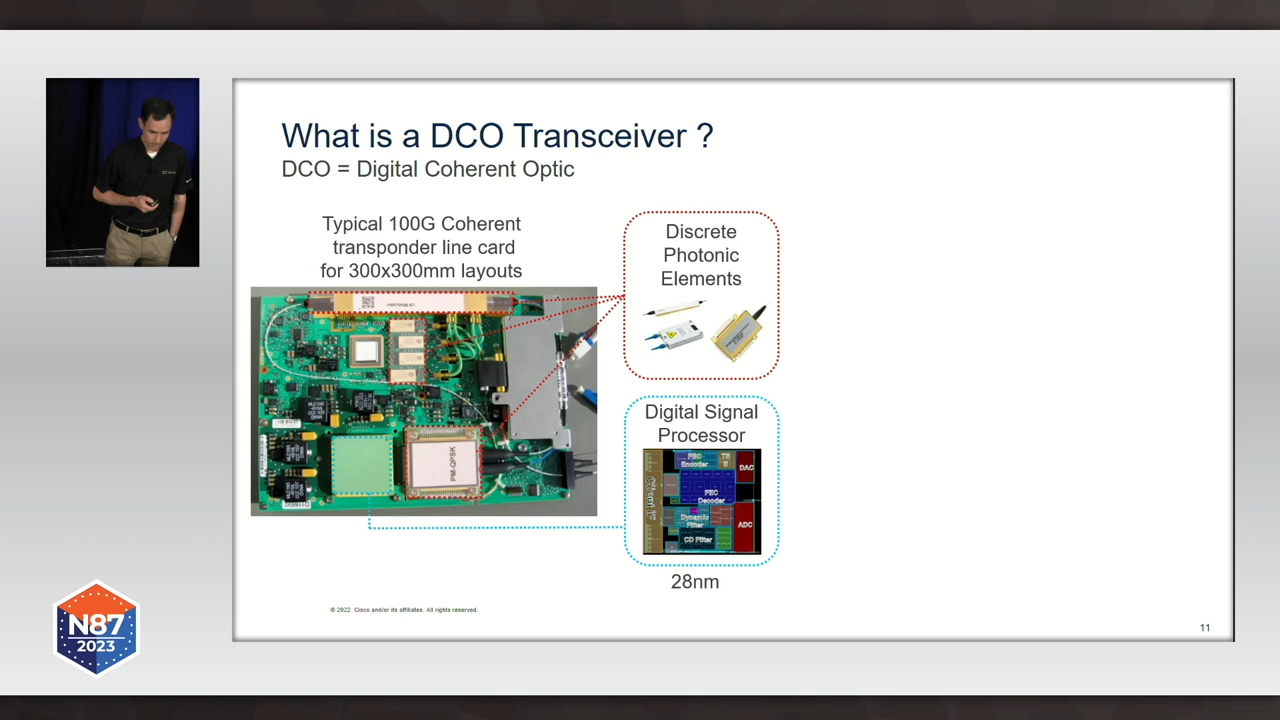 What is a DCO Transceiver ?
DCO = Digital Coherent Optic
Typical 100G Coherent
transponder line card
for 300x300mm layouts
Discrete
Photonic
Elements
PM-QPSK
Digital Signal
Processor
FEC
Encoder
DAC
FEC
Decoder
Dynamic
Filter
ADC
CD Filter
28nm
© 2022 Cisco and/or its affiliates. All rights reserved.
11
N87
2023